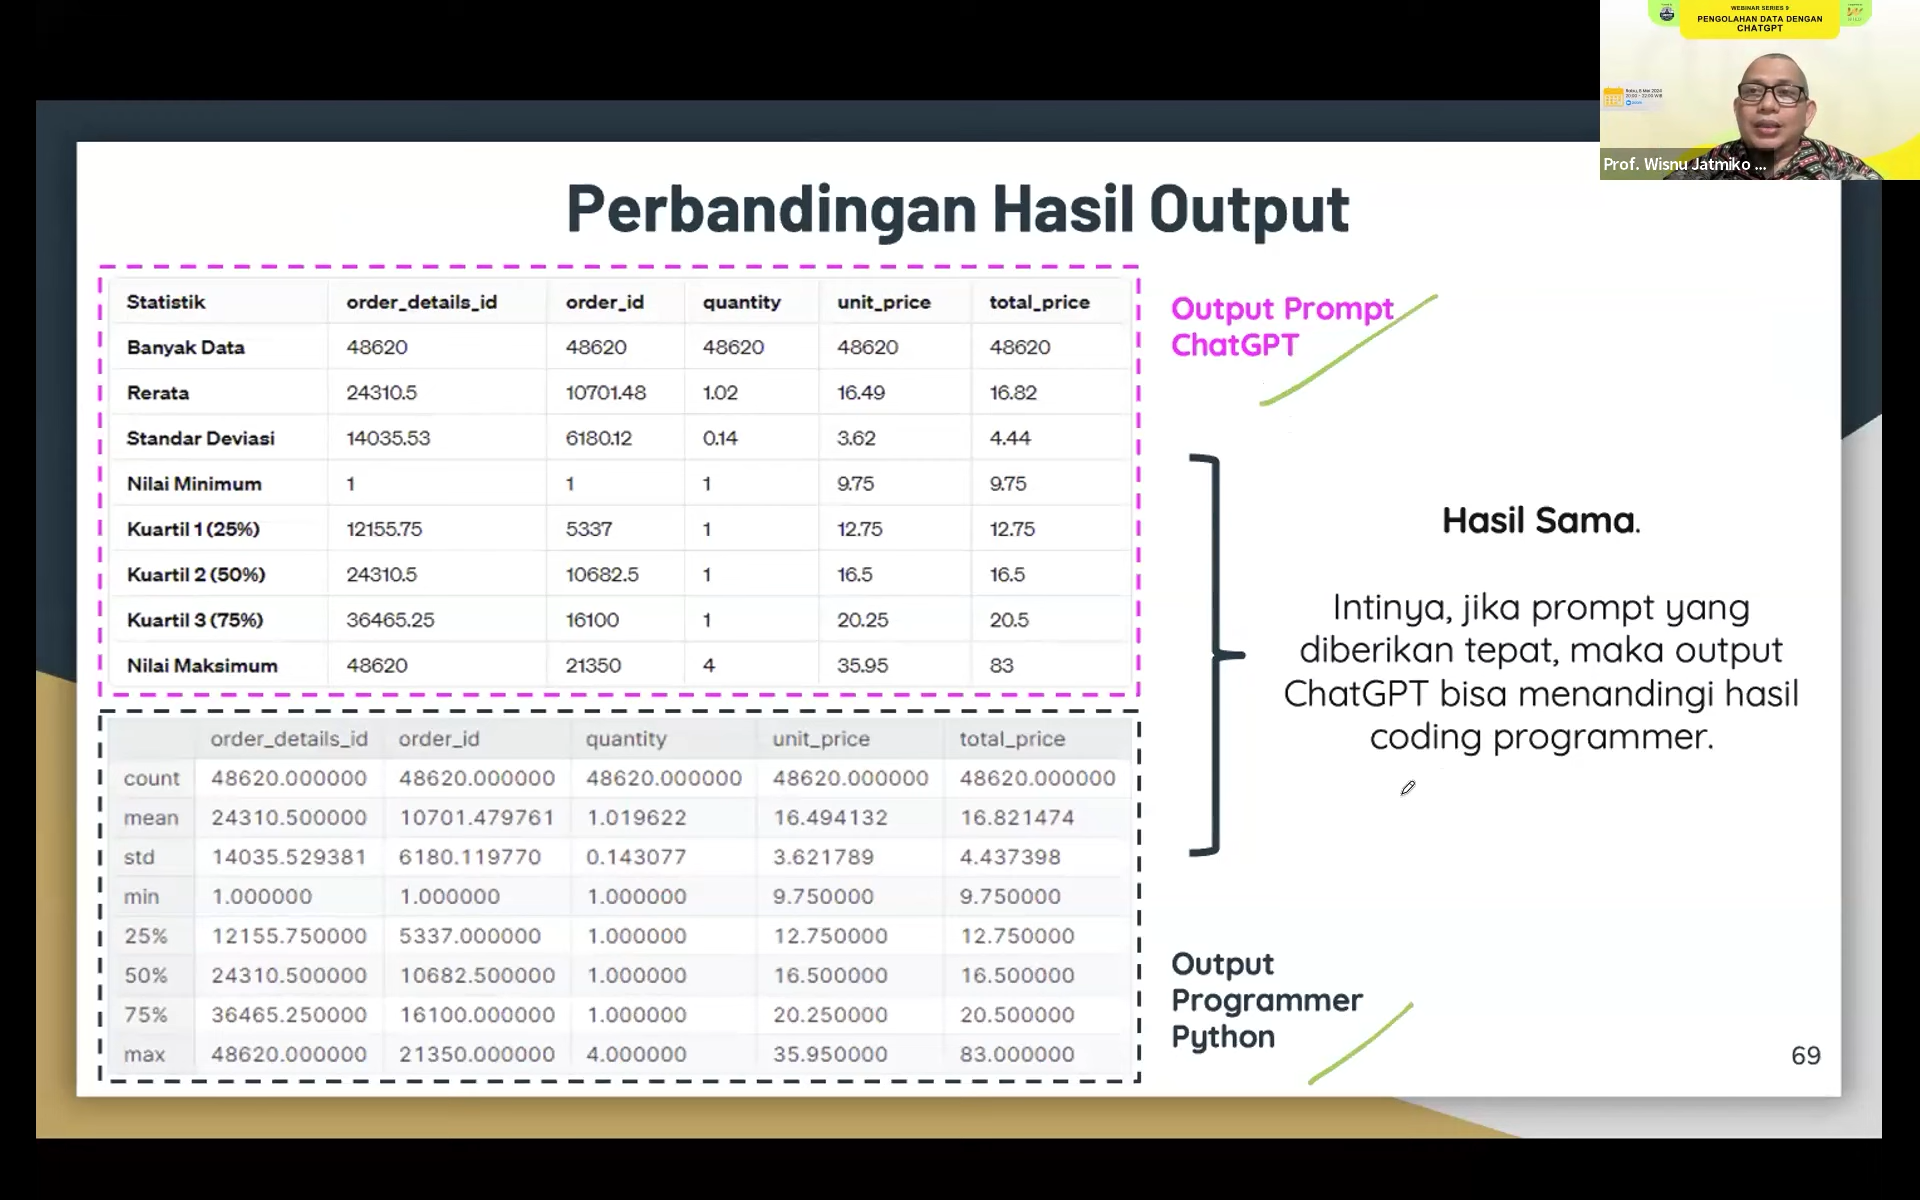 WEBINAR SERIES 9
PENGOLAHAN DATA DENGAN
CHATGPT
Prof. Wisnu Jatmiko ...
Perbandingan Hasil Output
Statistik order_details_id order_id quantity unit_price total_price
Banyak Data 48620 48620 48620 48620 48620
Rerata 24310.5 10701.48 1.02 16.49 16.82
Standar Deviasi 14035.53 6180.12 0.14 3.62 4.44
Nilai Minimum 1 1 1 9.75 9.75
Kuartil 1 (25%) 12155.75 5337 1 12.75 12.75
Kuartil 2 (50%) 24310.5 10682.5 1 16.5 16.5
Kuartil 3 (75%) 36465.25 16100 1 20.25 20.5
Nilai Maksimum 48620 21350 4 35.95 83
Output Prompt
ChatGPT
order_details_id order_id quantity unit_price total_price
count 48620.000000 48620.000000 48620.000000 48620.000000 48620.000000
mean 24310.500000 10701.479761 1.019622 16.494132 16.821474
std 14035.529381 6180.119770 0.143077 3.621789 4.437398
min 1.000000 1.000000 1.000000 9.750000 9.750000
25% 12155.750000 5337.000000 1.000000 12.750000 12.750000
50% 24310.500000 10682.500000 1.000000 16.500000 16.500000
75% 36465.250000 16100.000000 1.000000 20.250000 20.500000
max 48620.000000 21350.000000 4.000000 35.950000 83.000000
Output
Programmer
Python
Hasil Sama.
Intinya, jika prompt yang
diberikan tepat, maka output
ChatGPT bisa menandingi hasil
coding programmer.
69